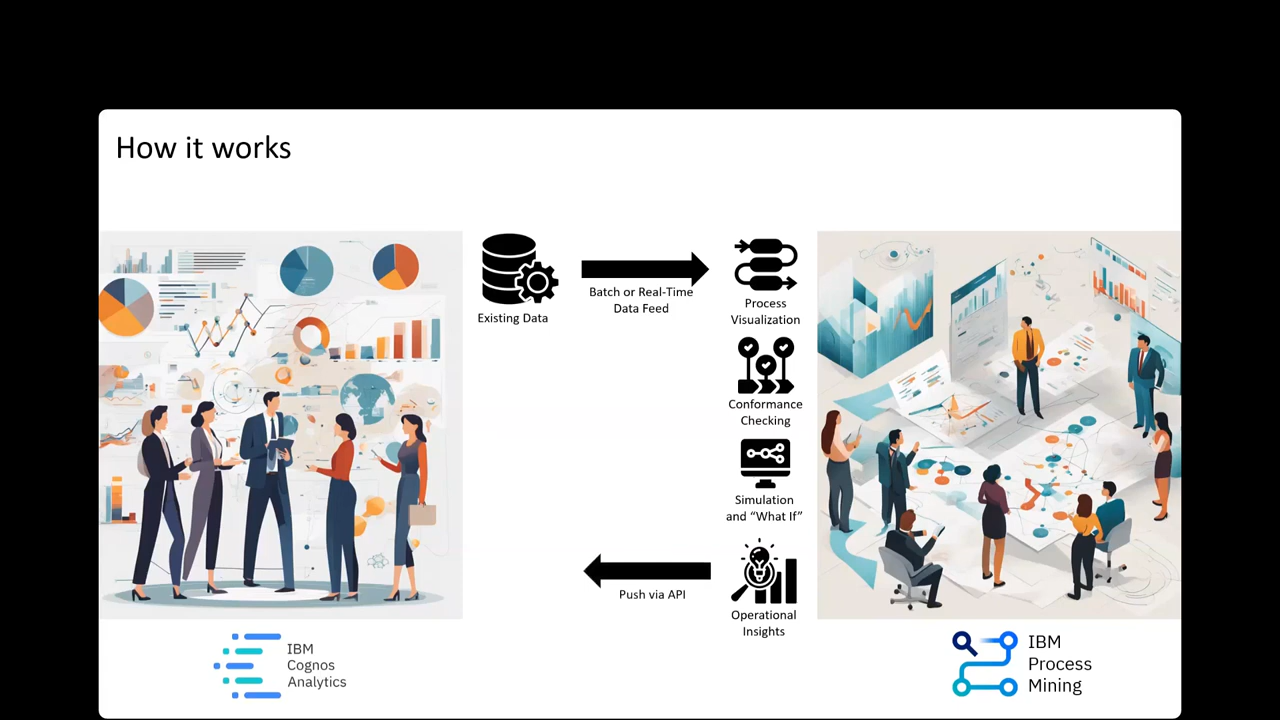 How it works
Existing Data
Batch or Real-Time
Data Feed
Process
Visualization
Conformance
Checking
Simulation
and “What If”
Push via API
Operational
Insights
IBM
Cognos
Analytics
IBM
Process
Mining